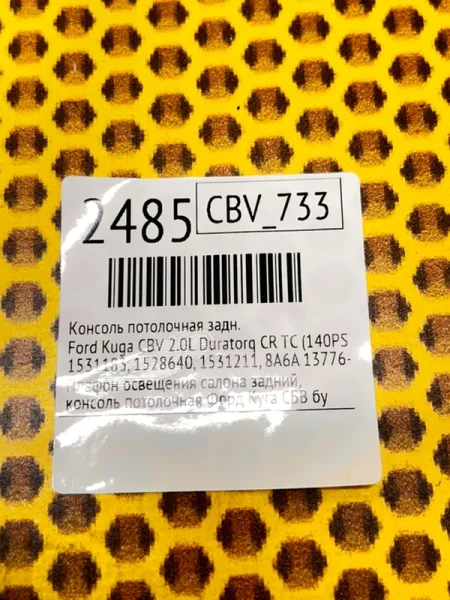 2485 CBV_733
Консоль потолочная задн.
Ford Kuga CBV 2.0L Duratorq CR TC (140PS
1531183, 1528640, 1531211, 8A6A 13776-
Плафон освещения салона задний,
консоль потолочная Форд Куга СБВ бу